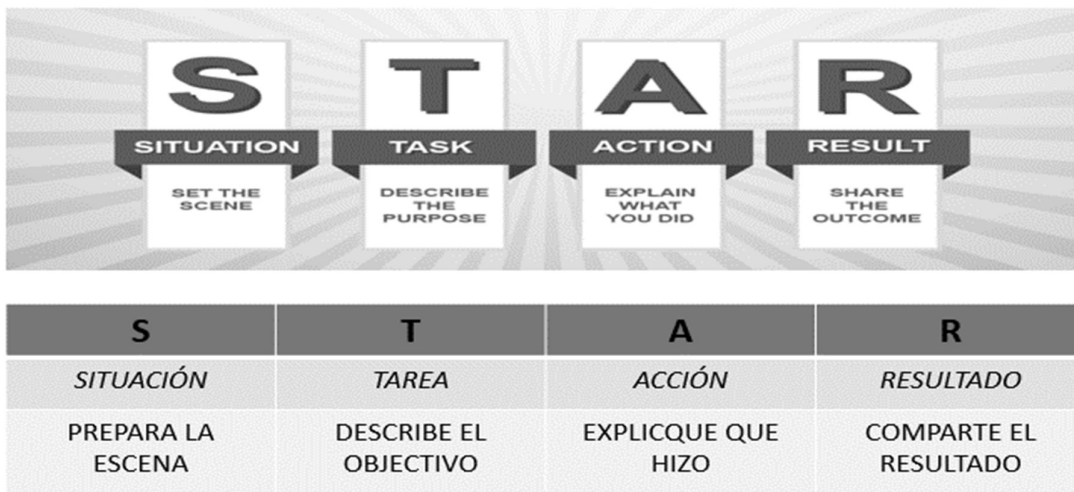 S T A R
SITUATION TASK ACTION RESULT
SET THE DESCRIBE EXPLAIN SHARE
SCENE THE WHAT THE
PURPOSE YOU DID OUTCOME
S T A R
SITUACIÓN TAREA ACCIÓN RESULTADO
PREPARA LA DESCRIBE EL EXPLICQUE QUE COMPARTE EL
ESCENA OBJECTIVO HIZO RESULTADO